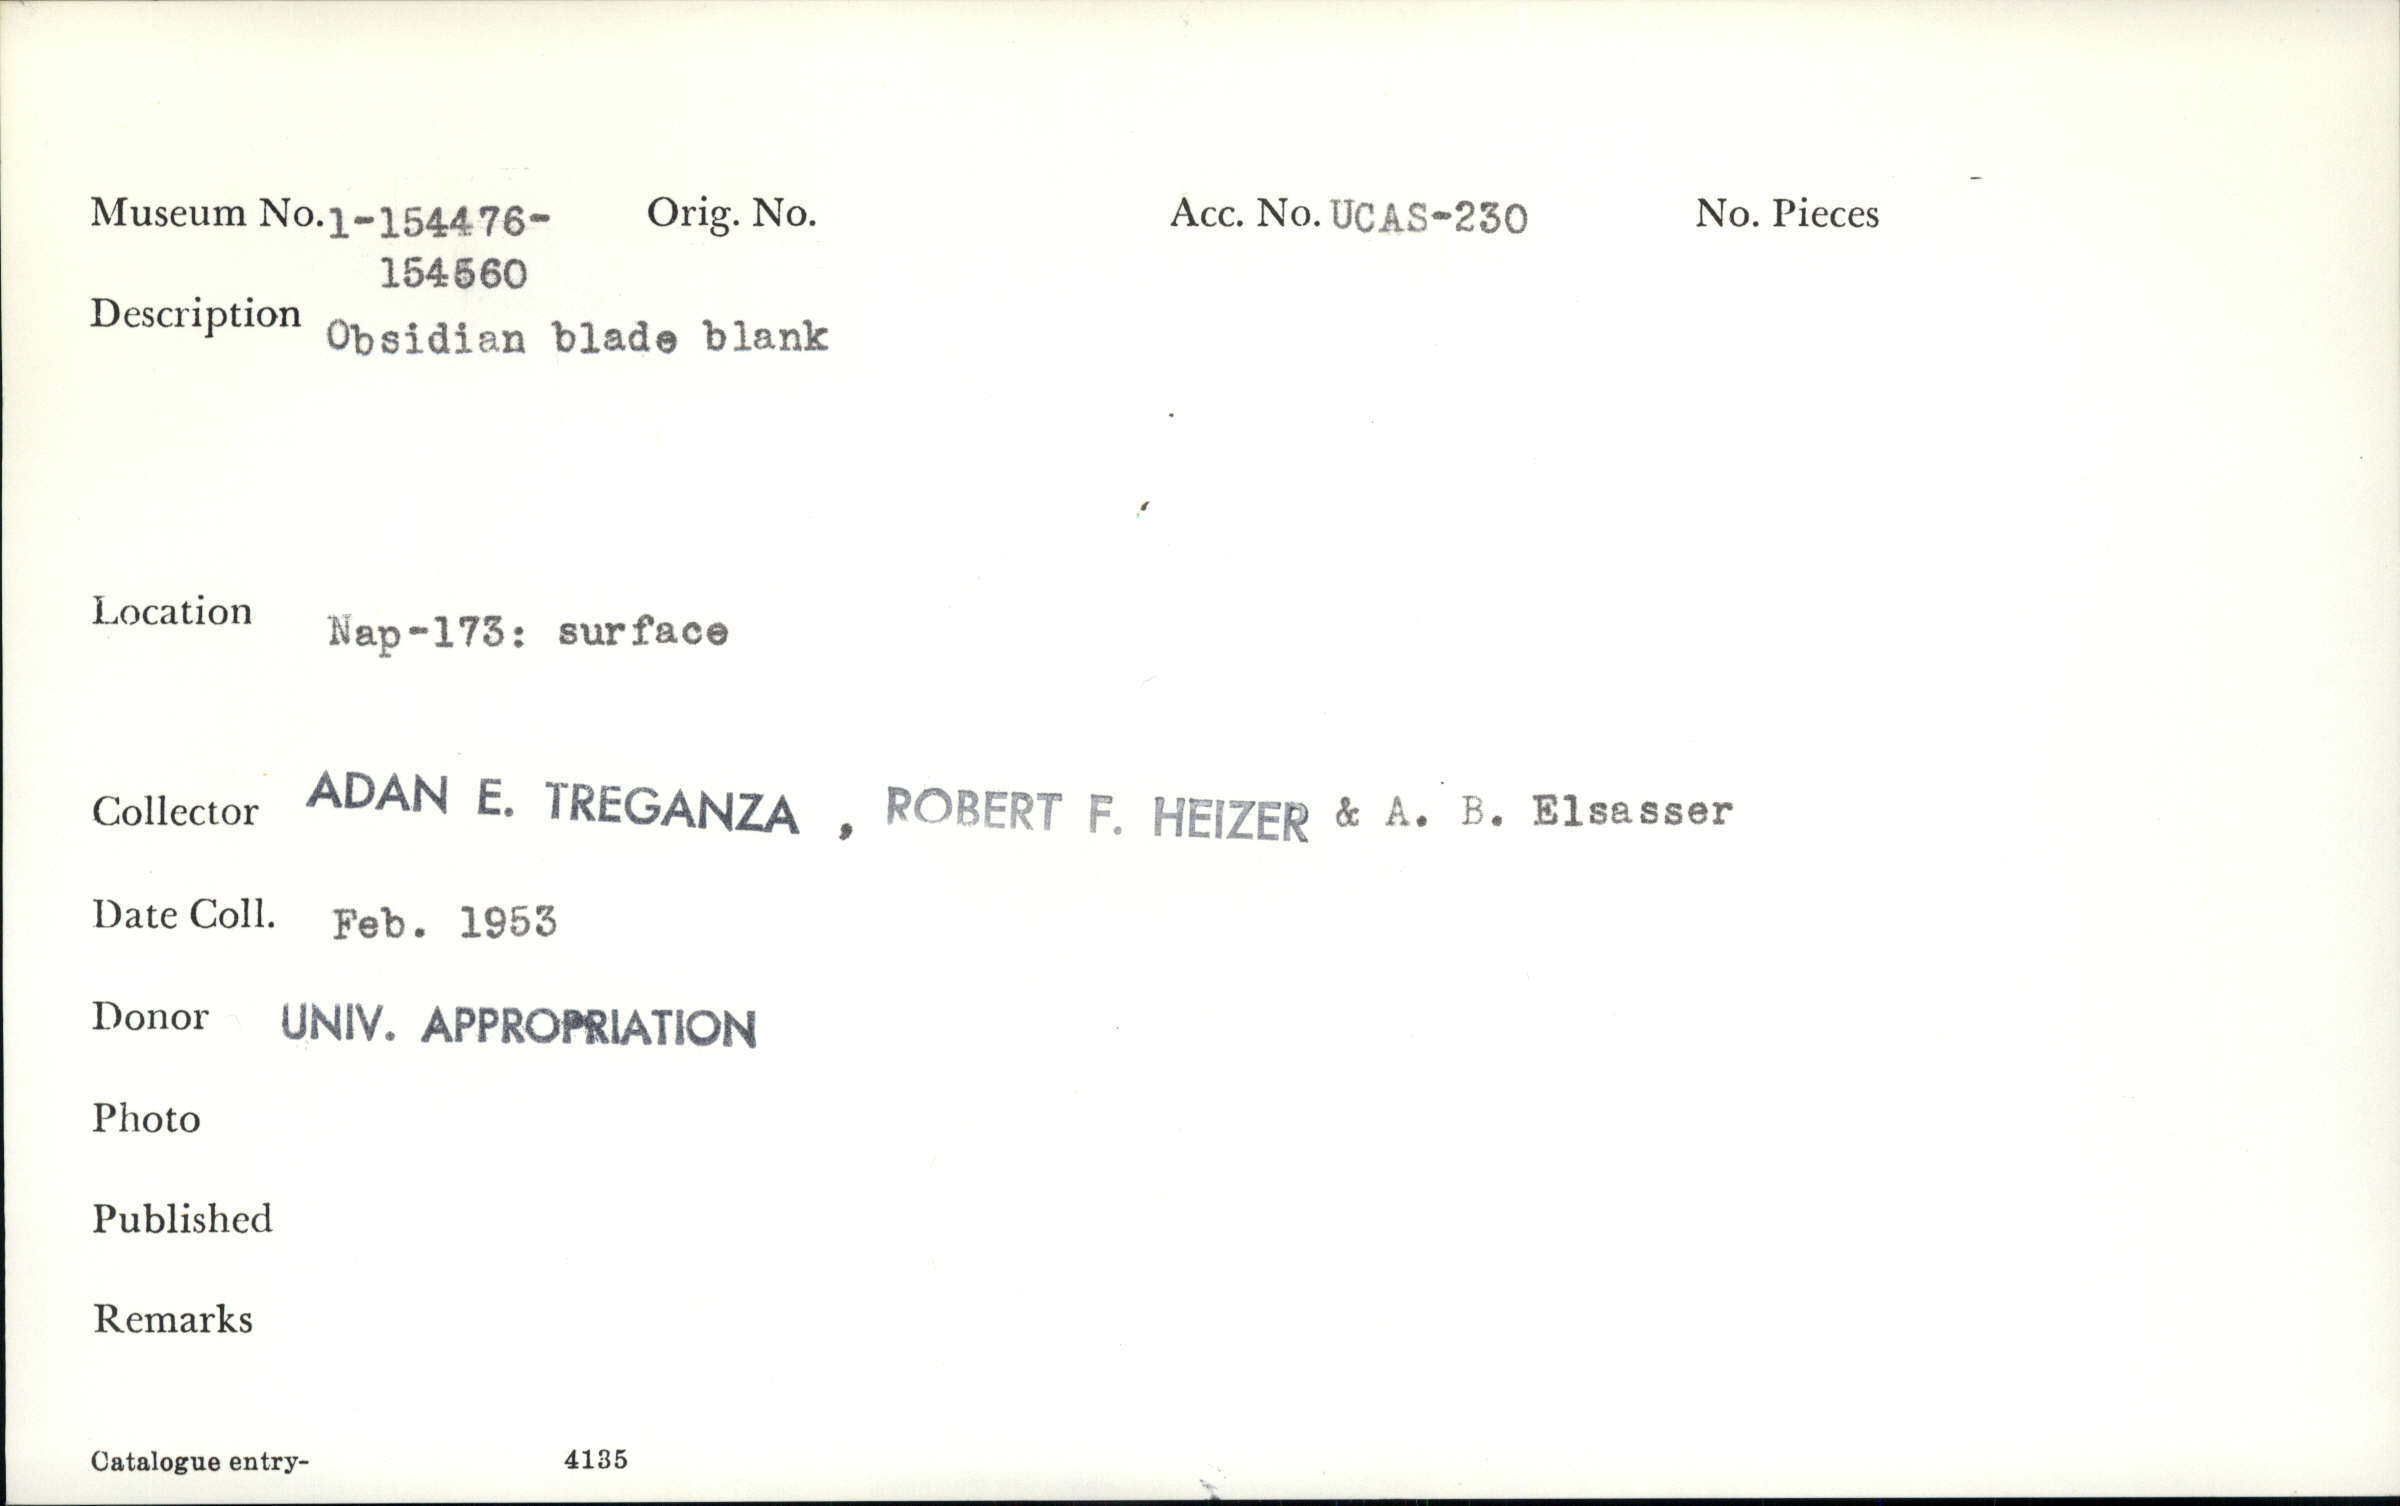 Museum No. 1-154476- Orig. No. Acc. No. UCAS-230 No. Pieces
154560
Description Obsidian blade blank
Location Nap-173: surface
Collector ADAN E. TREGANZA , ROBERT F. HEIZER & A. B. Elsasser
Date Coll. Feb. 1953
Donor UNIV. APPROPRIATION
Photo
Published
Remarks
Catalogue entry- 4135